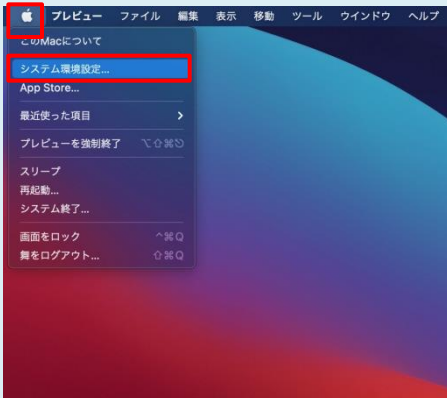 プレビュー ファイル 編集 表示 移動 ツール ウインドウ ヘルプ
このMacについて
システム環境設定...
App Store...
最近使った項目 >
プレビューを強制終了 ⌥⇧⌘⎋
スリープ
再起動...
システム終了...
画面をロック ^⌘Q
舞をログアウト... ⇧⌘Q